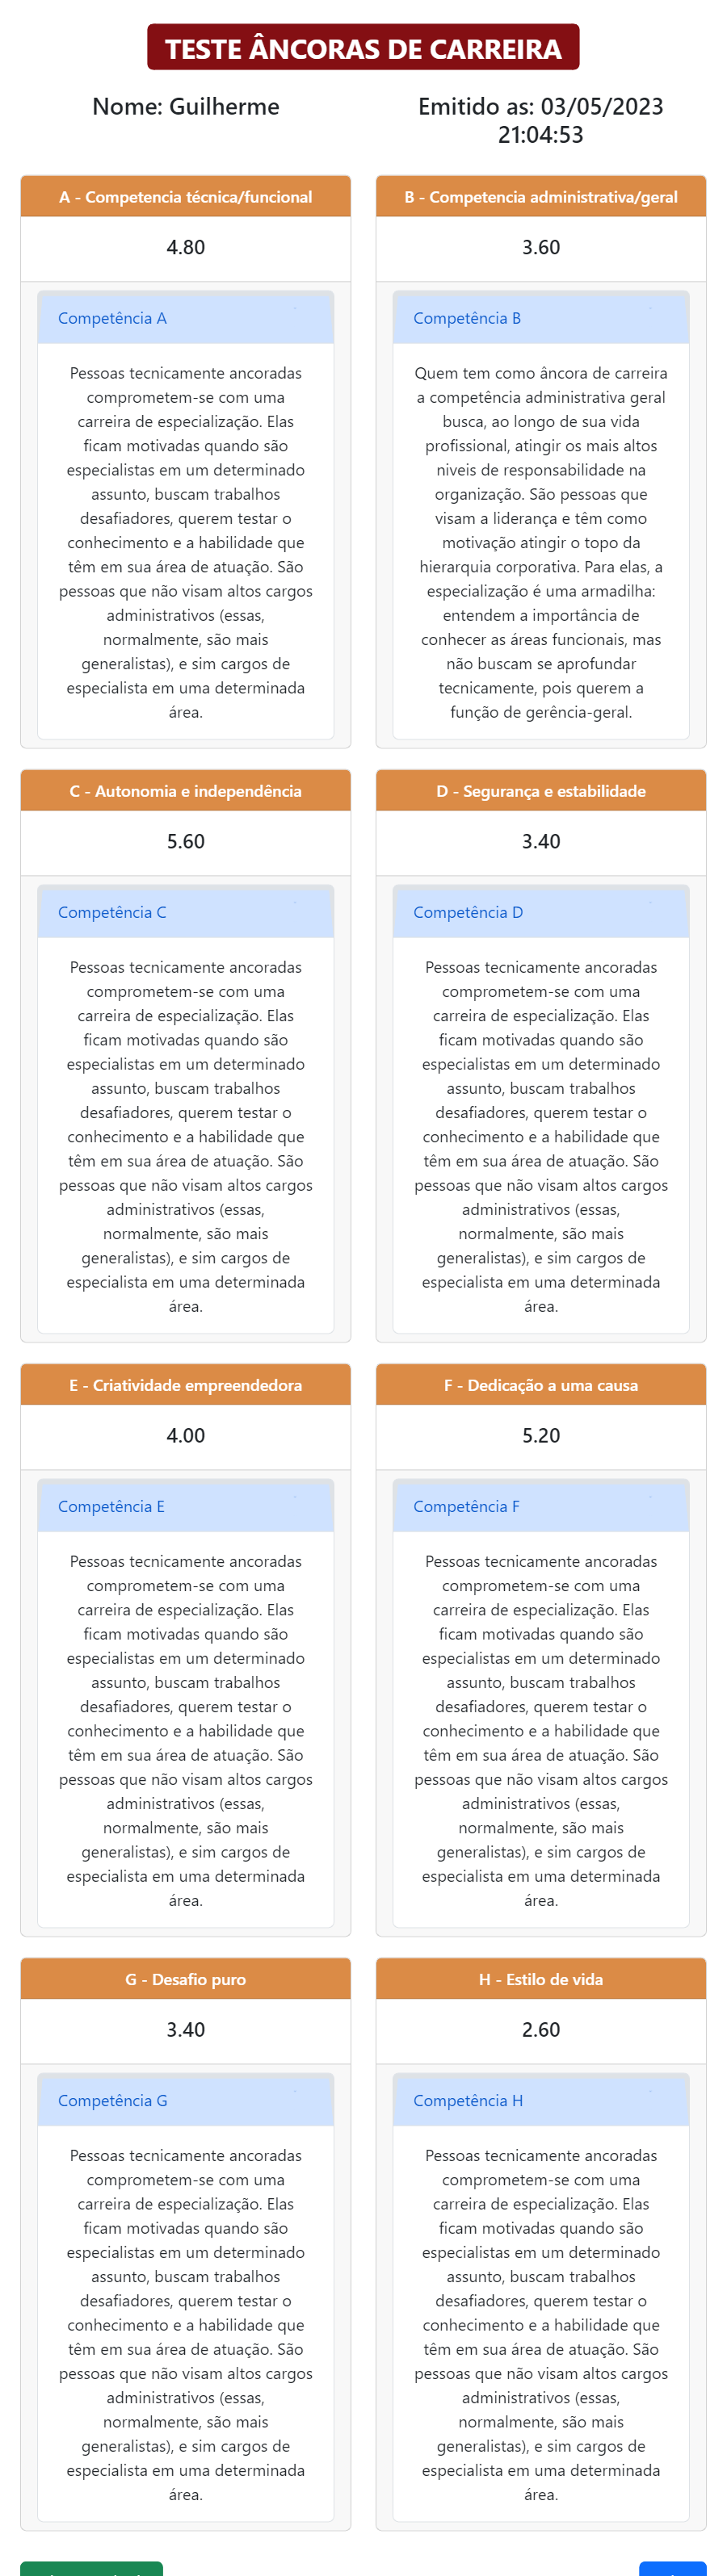 TESTE ÂNCORAS DE CARREIRA
Nome: Guilherme
Emitido as: 03/05/2023
21:04:53
A - Competencia técnica/funcional
4.80
Competência A
Pessoas tecnicamente ancoradas
comprometem-se com uma
carreira de especialização. Elas
ficam motivadas quando são
especialistas em um determinado
assunto, buscam trabalhos
desafiadores, querem testar o
conhecimento e a habilidade que
têm em sua área de atuação. São
pessoas que não visam altos cargos
administrativos (essas,
normalmente, são mais
generalistas), e sim cargos de
especialista em uma determinada
área.
B - Competencia administrativa/geral
3.60
Competência B
Quem tem como âncora de carreira
a competência administrativa geral
busca, ao longo de sua vida
profissional, atingir os mais altos
niveis de responsabilidade na
organização. São pessoas que
visam a liderança e têm como
motivação atingir o topo da
hierarquia corporativa. Para elas, a
especialização é uma armadilha:
entendem a importância de
conhecer as áreas funcionais, mas
não buscam se aprofundar
tecnicamente, pois querem a
função de gerência-geral.
C - Autonomia e independência
5.60
Competência C
Pessoas tecnicamente ancoradas
comprometem-se com uma
carreira de especialização. Elas
ficam motivadas quando são
especialistas em um determinado
assunto, buscam trabalhos
desafiadores, querem testar o
conhecimento e a habilidade que
têm em sua área de atuação. São
pessoas que não visam altos cargos
administrativos (essas,
normalmente, são mais
generalistas), e sim cargos de
especialista em uma determinada
área.
D - Segurança e estabilidade
3.40
Competência D
Pessoas tecnicamente ancoradas
comprometem-se com uma
carreira de especialização. Elas
ficam motivadas quando são
especialistas em um determinado
assunto, buscam trabalhos
desafiadores, querem testar o
conhecimento e a habilidade que
têm em sua área de atuação. São
pessoas que não visam altos cargos
administrativos (essas,
normalmente, são mais
generalistas), e sim cargos de
especialista em uma determinada
área.
E - Criatividade empreendedora
4.00
Competência E
Pessoas tecnicamente ancoradas
comprometem-se com uma
carreira de especialização. Elas
ficam motivadas quando são
especialistas em um determinado
assunto, buscam trabalhos
desafiadores, querem testar o
conhecimento e a habilidade que
têm em sua área de atuação. São
pessoas que não visam altos cargos
administrativos (essas,
normalmente, são mais
generalistas), e sim cargos de
especialista em uma determinada
área.
F - Dedicação a uma causa
5.20
Competência F
Pessoas tecnicamente ancoradas
comprometem-se com uma
carreira de especialização. Elas
ficam motivadas quando são
especialistas em um determinado
assunto, buscam trabalhos
desafiadores, querem testar o
conhecimento e a habilidade que
têm em sua área de atuação. São
pessoas que não visam altos cargos
administrativos (essas,
normalmente, são mais
generalistas), e sim cargos de
especialista em uma determinada
área.
G - Desafio puro
3.40
Competência G
Pessoas tecnicamente ancoradas
comprometem-se com uma
carreira de especialização. Elas
ficam motivadas quando são
especialistas em um determinado
assunto, buscam trabalhos
desafiadores, querem testar o
conhecimento e a habilidade que
têm em sua área de atuação. São
pessoas que não visam altos cargos
administrativos (essas,
normalmente, são mais
generalistas), e sim cargos de
especialista em uma determinada
área.
H - Estilo de vida
2.60
Competência H
Pessoas tecnicamente ancoradas
comprometem-se com uma
carreira de especialização. Elas
ficam motivadas quando são
especialistas em um determinado
assunto, buscam trabalhos
desafiadores, querem testar o
conhecimento e a habilidade que
têm em sua área de atuação. São
pessoas que não visam altos cargos
administrativos (essas,
normalmente, são mais
generalistas), e sim cargos de
especialista em uma determinada
área.